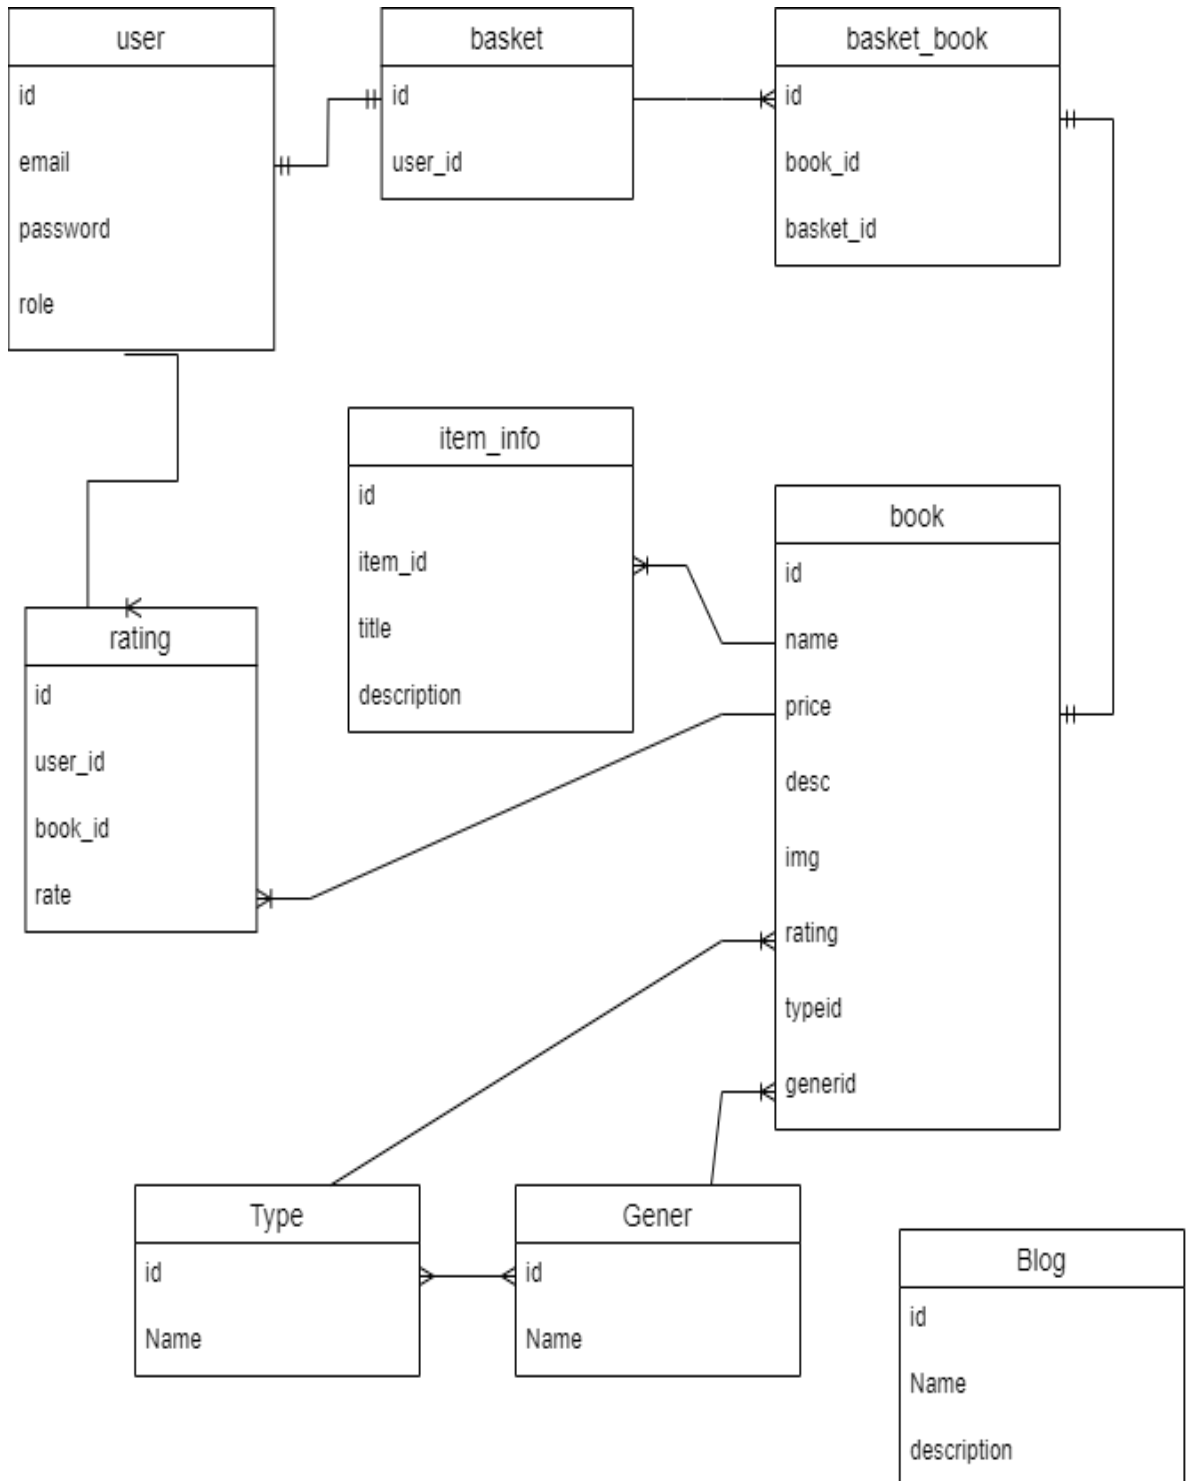 user
id
email
password
role
basket
id
user_id
basket_book
id
book_id
basket_id
item_info
id
item_id
title
description
book
id
name
price
desc
img
rating
typeid
generid
rating
id
user_id
book_id
rate
Type
id
Name
Gener
id
Name
Blog
id
Name
description